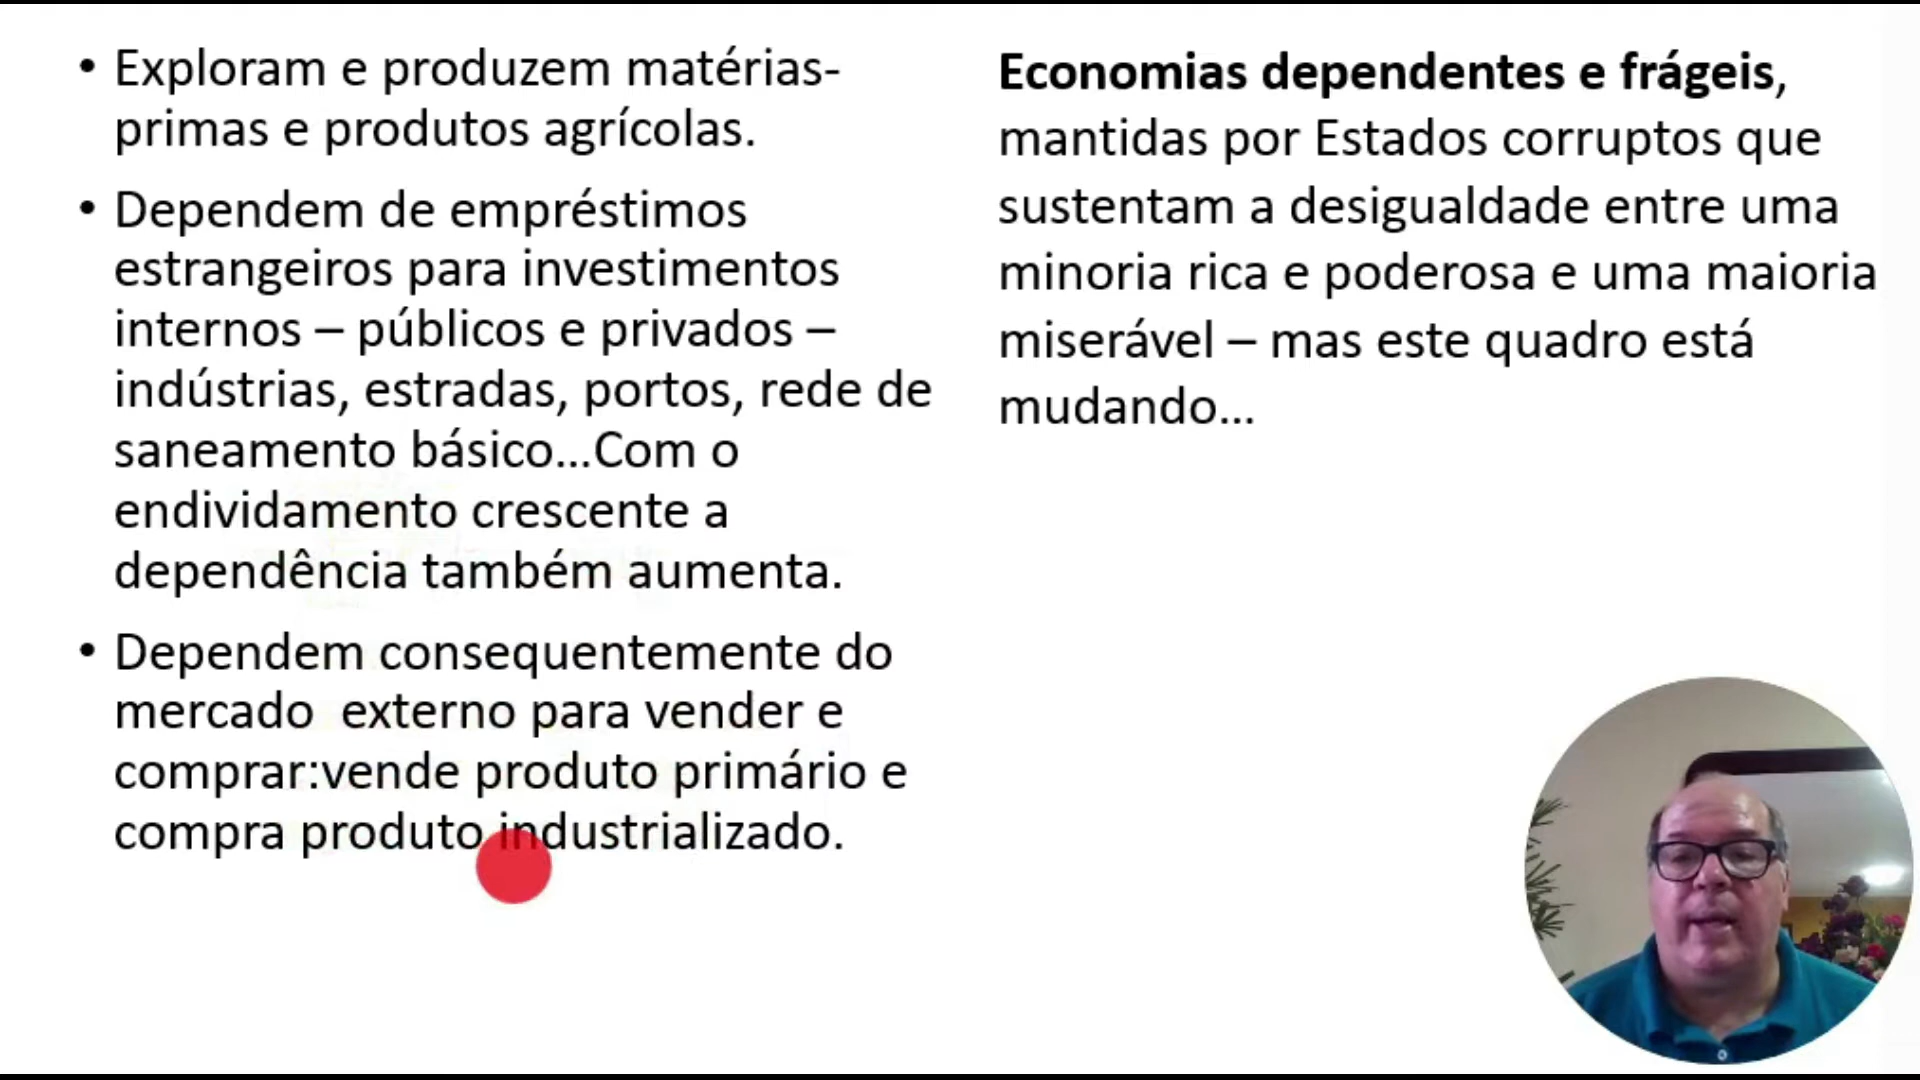 • Exploram e produzem matérias-
primas e produtos agrícolas.
• Dependem de empréstimos
estrangeiros para investimentos
internos – públicos e privados –
indústrias, estradas, portos, rede de
saneamento básico...Com o
endividamento crescente a
dependência também aumenta.
• Dependem consequentemente do
mercado  externo para vender e
comprar:vende produto primário e
compra produto industrializado.
Economias dependentes e frágeis,
mantidas por Estados corruptos que
sustentam a desigualdade entre uma
minoria rica e poderosa e uma maioria
miserável – mas este quadro está
mudando...